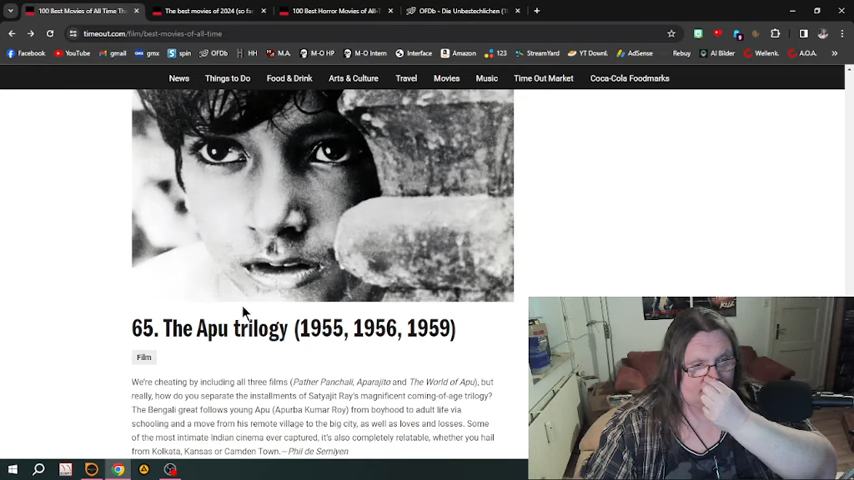 100 Best Movies of All Time Th
The best movies of 2024 (so fa
100 Best Horror Movies of All-T
OFDb - Die Unbestechlichen (
timeout.com/film/best-movies-of-all-time
Facebook YouTube gmail gmx spin OFDb HH M.A. M-O HP M-O Intern Interface Amazon 123 StreamYard YT Downl. AdSense Rebuy AI Bilder Wellenk. A.O.A.
News Things to Do Food & Drink Arts & Culture Travel Movies Music Time Out Market Coca-Cola Foodmarks
65. The Apu trilogy (1955, 1956, 1959)
Film
We're cheating by including all three films (Pather Panchali, Aparajito and The World of Apu), but
really, how do you separate the installments of Satyajit Ray's magnificent coming-of-age trilogy?
The Bengali great follows young Apu (Apurba Kumar Roy) from boyhood to adult life via
schooling and a move from his remote village to the big city, as well as loves and losses. Some
of the most intimate Indian cinema ever captured, it's also completely relatable, whether you hail
from Kolkata, Kansas or Camden Town.—Phil de Semlyen